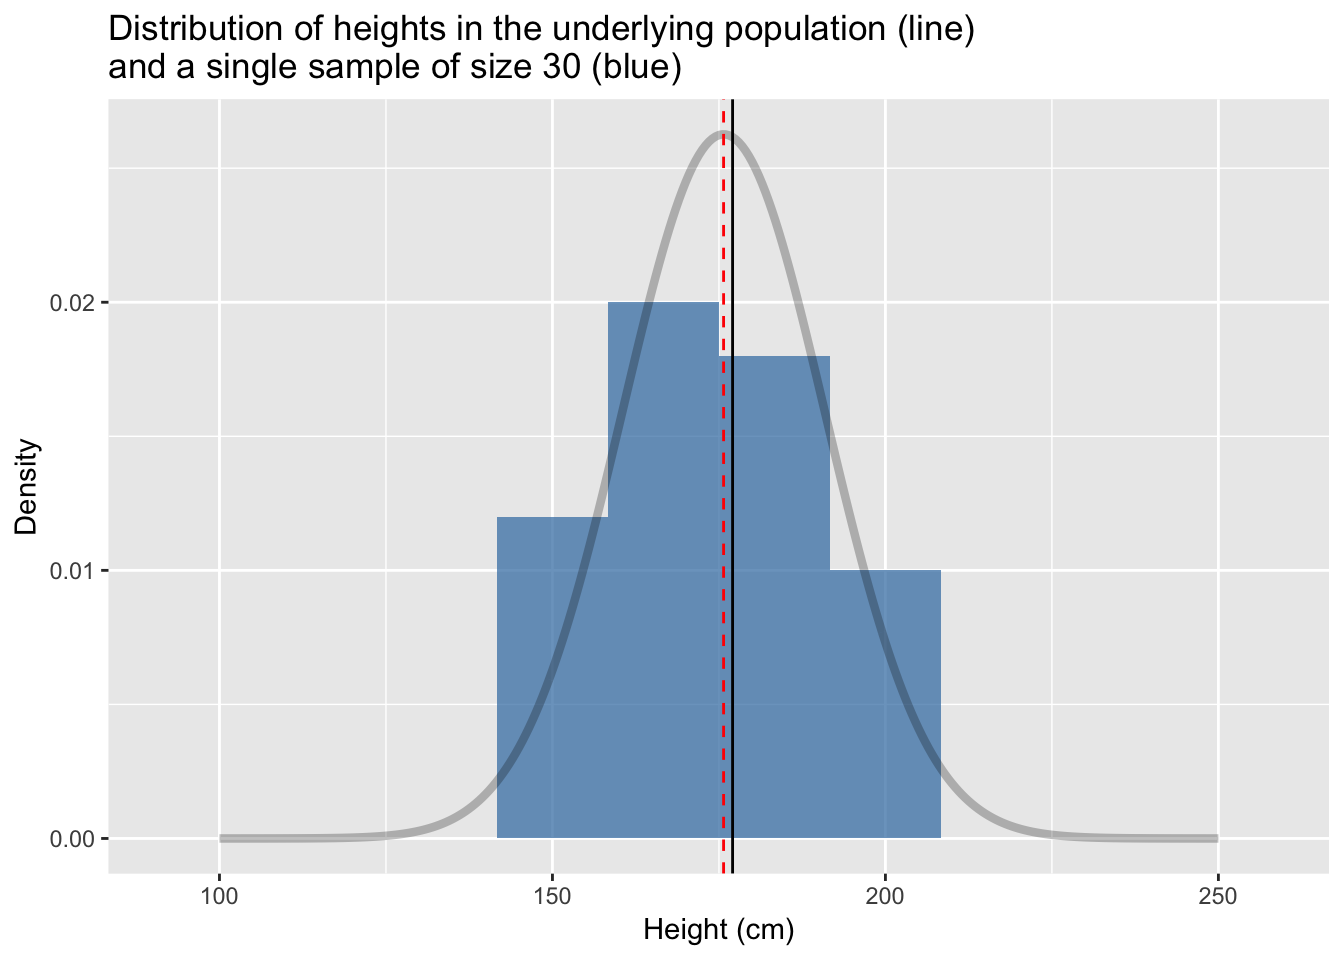 Distribution of heights in the underlying population (line)
and a single sample of size 30 (blue)
Density
0.02
0.01
0.00
100
150
200
250
Height (cm)